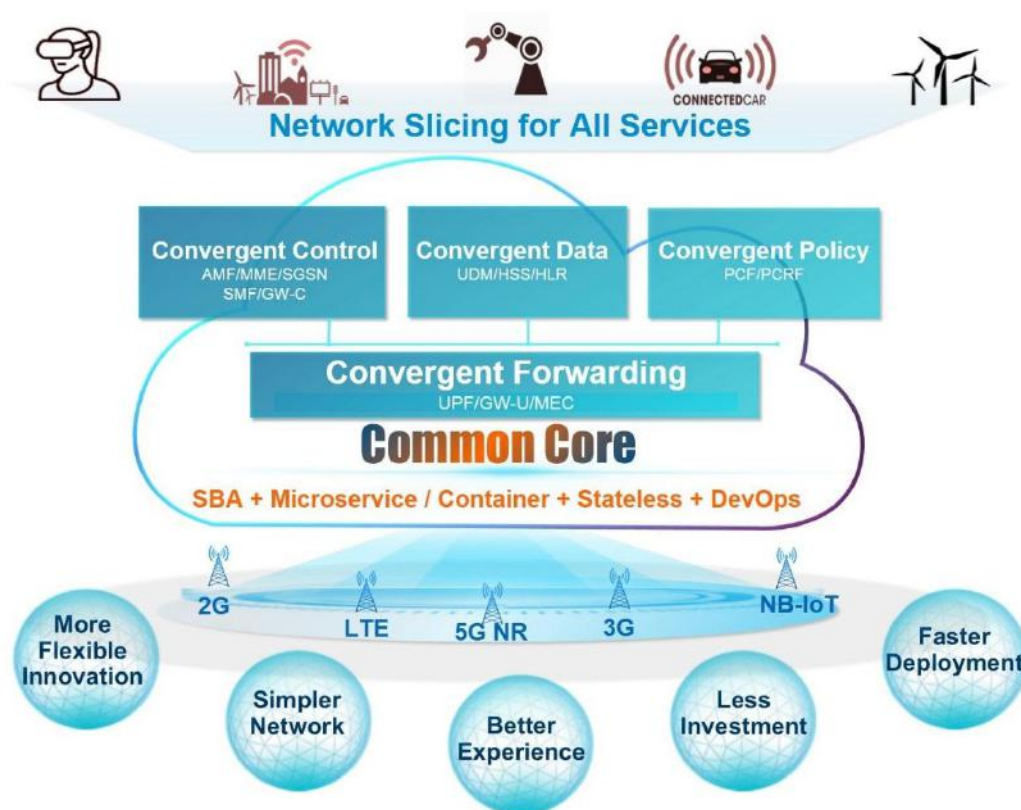 CONNECTEDCAR
Network Slicing for All Services
Convergent Control
AMF/MME/SGSN
SMF/GW-C
Convergent Data
UDM/HSS/HLR
Convergent Policy
PCF/PCRF
Convergent Forwarding
UPF/GW-U/MEC
Common Core
SBA + Microservice / Container + Stateless + DevOps
2G
LTE
5G NR
3G
NB-IoT
More
Flexible
Innovation
Simpler
Network
Better
Experience
Less
Investment
Faster
Deployment